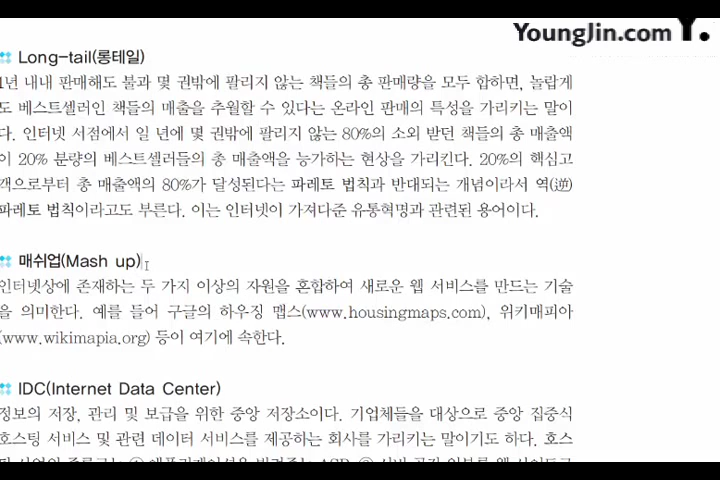 YoungJin.com Y.
Long-tail(롱테일)
1년 내내 판매해도 불과 몇 권밖에 팔리지 않는 책들의 총 판매량을 모두 합하면, 놀랍게
도 베스트셀러인 책들의 매출을 추월할 수 있다는 온라인 판매의 특성을 가리키는 말이
다. 인터넷 서점에서 일 년에 몇 권밖에 팔리지 않는 80%의 소외 받던 책들의 총 매출액
이 20% 분량의 베스트셀러들의 총 매출액을 능가하는 현상을 가리킨다. 20%의 핵심고
객으로부터 총 매출액의 80%가 달성된다는 파레토 법칙과 반대되는 개념이라서 역(逆)
파레토 법칙이라고도 부른다. 이는 인터넷이 가져다준 유통혁명과 관련된 용어이다.
매쉬업(Mash up)
인터넷상에 존재하는 두 가지 이상의 자원을 혼합하여 새로운 웹 서비스를 만드는 기술
을 의미한다. 예를 들어 구글의 하우징 맵스(www.housingmaps.com), 위키매피아
(www.wikimapia.org) 등이 여기에 속한다.
IDC(Internet Data Center)
정보의 저장, 관리 및 보급을 위한 중앙 저장소이다. 기업체들을 대상으로 중앙 집중식
호스팅 서비스 및 관련 데이터 서비스를 제공하는 회사를 가리키는 말이기도 하다. 호스